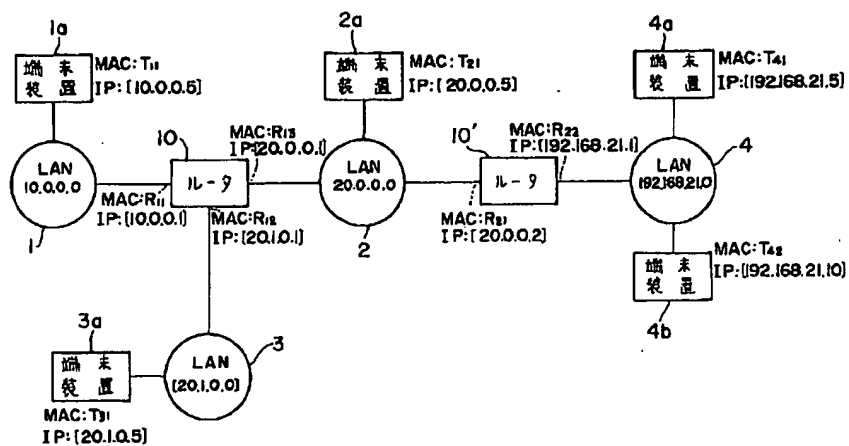 1a
端末
装置
MAC:T11
IP:[10.0.0.5]
LAN
10.0.0.0
1
MAC:R11
IP:[10.0.0.1]
10
ルータ
MAC:R13
IP:[20.0.0.1]
MAC:R12
IP:[20.1.0.1]
2a
端末
装置
MAC:T21
IP:[20.0.0.5]
LAN
20.0.0.0
2
10'
ルータ
MAC:R22
IP:[192.168.21.1]
MAC:R21
IP:[20.0.0.2]
4a
端末
装置
MAC:T41
IP:[192.168.21.5]
LAN
192.168.21.0
4
端末
装置
MAC:T42
IP:[192.168.21.10]
4b
3a
端末
装置
MAC:T31
IP:[20.1.0.5]
LAN
[20.1.0.0]
3